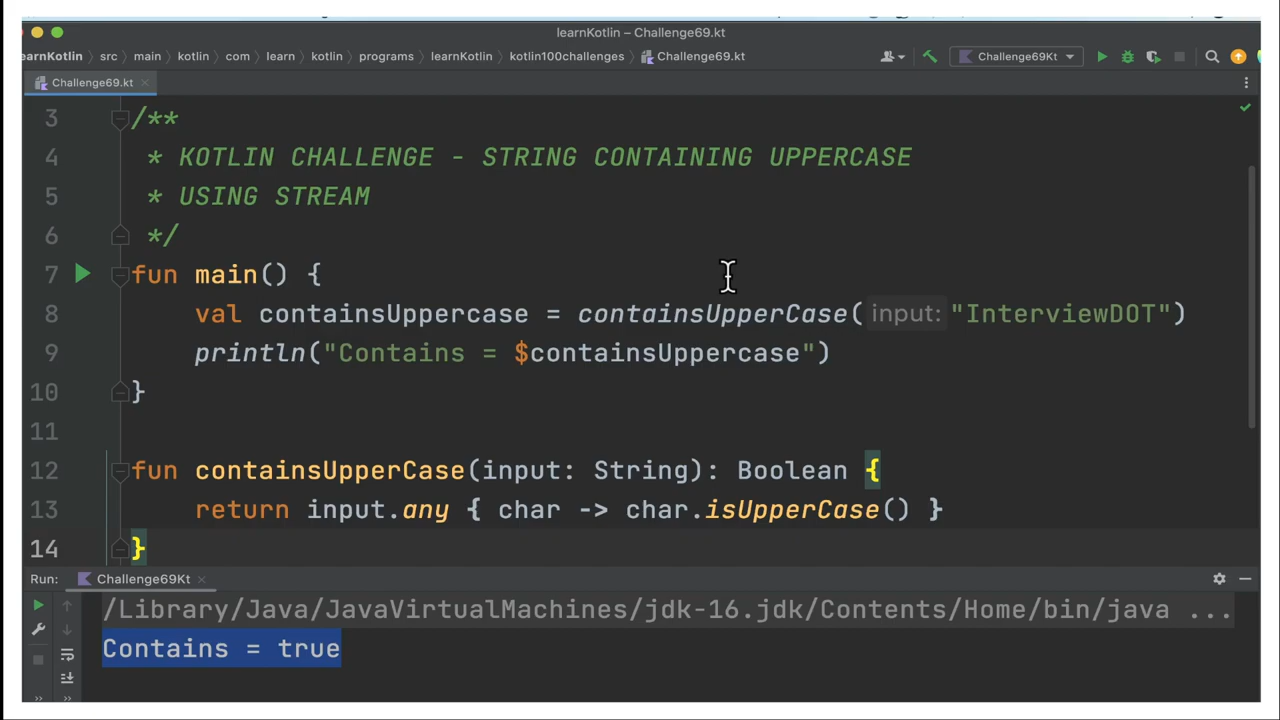 learnKotlin – Challenge69.kt
earnKotlin src main kotlin com learn kotlin programs learnKotlin kotlin100challenges Challenge69.kt Challenge69Kt
Challenge69.kt
3 /**
4 * KOTLIN CHALLENGE - STRING CONTAINING UPPERCASE
5 * USING STREAM
6 */
7 fun main() {
8 val containsUppercase = containsUpperCase( input: "InterviewDOT")
9 println("Contains = $containsUppercase")
10 }
11
12 fun containsUpperCase(input: String): Boolean {
13 return input.any { char -> char.isUpperCase() }
14 }
Run: Challenge69Kt
/Library/Java/JavaVirtualMachines/jdk-16.jdk/Contents/Home/bin/java ...
Contains = true